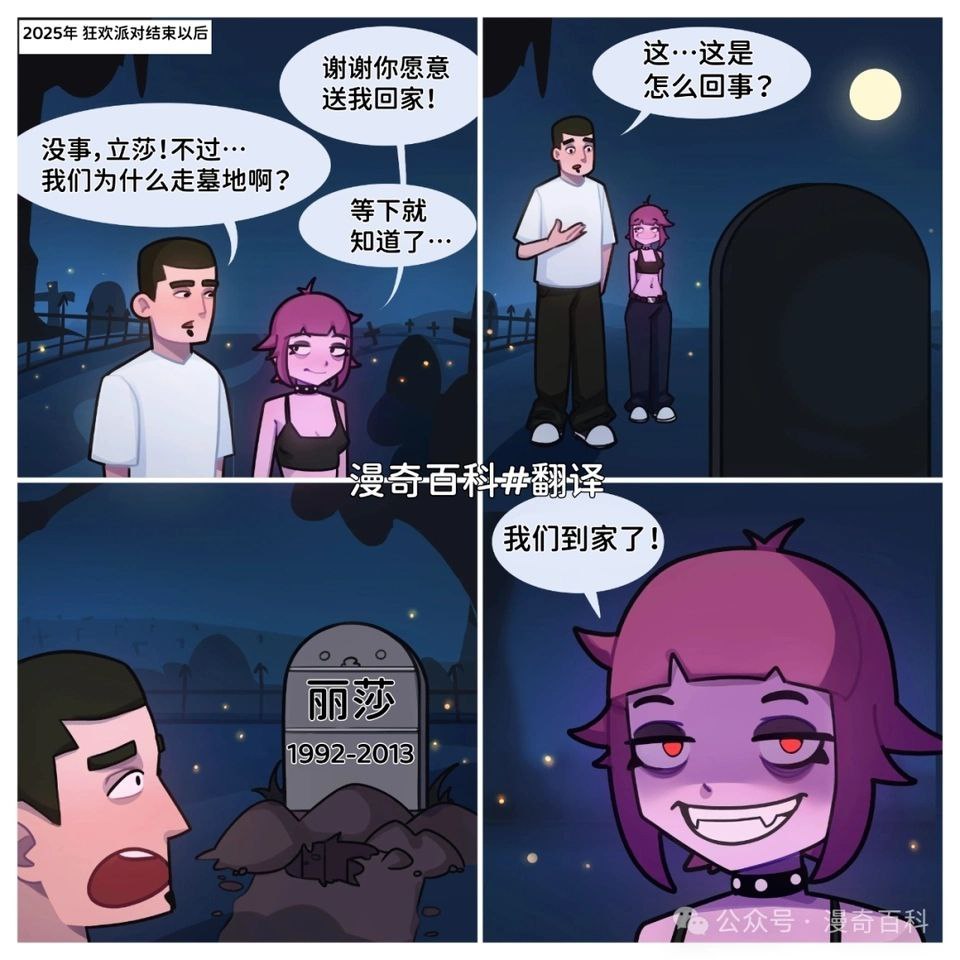 2025年 狂欢派对结束以后
谢谢你愿意
送我回家！
没事，立莎！不过…
我们为什么走墓地啊？
等下就
知道了…
这…这是
怎么回事？
漫奇百科#翻译
丽莎
1992-2013
我们到家了！
公众号·漫奇百科